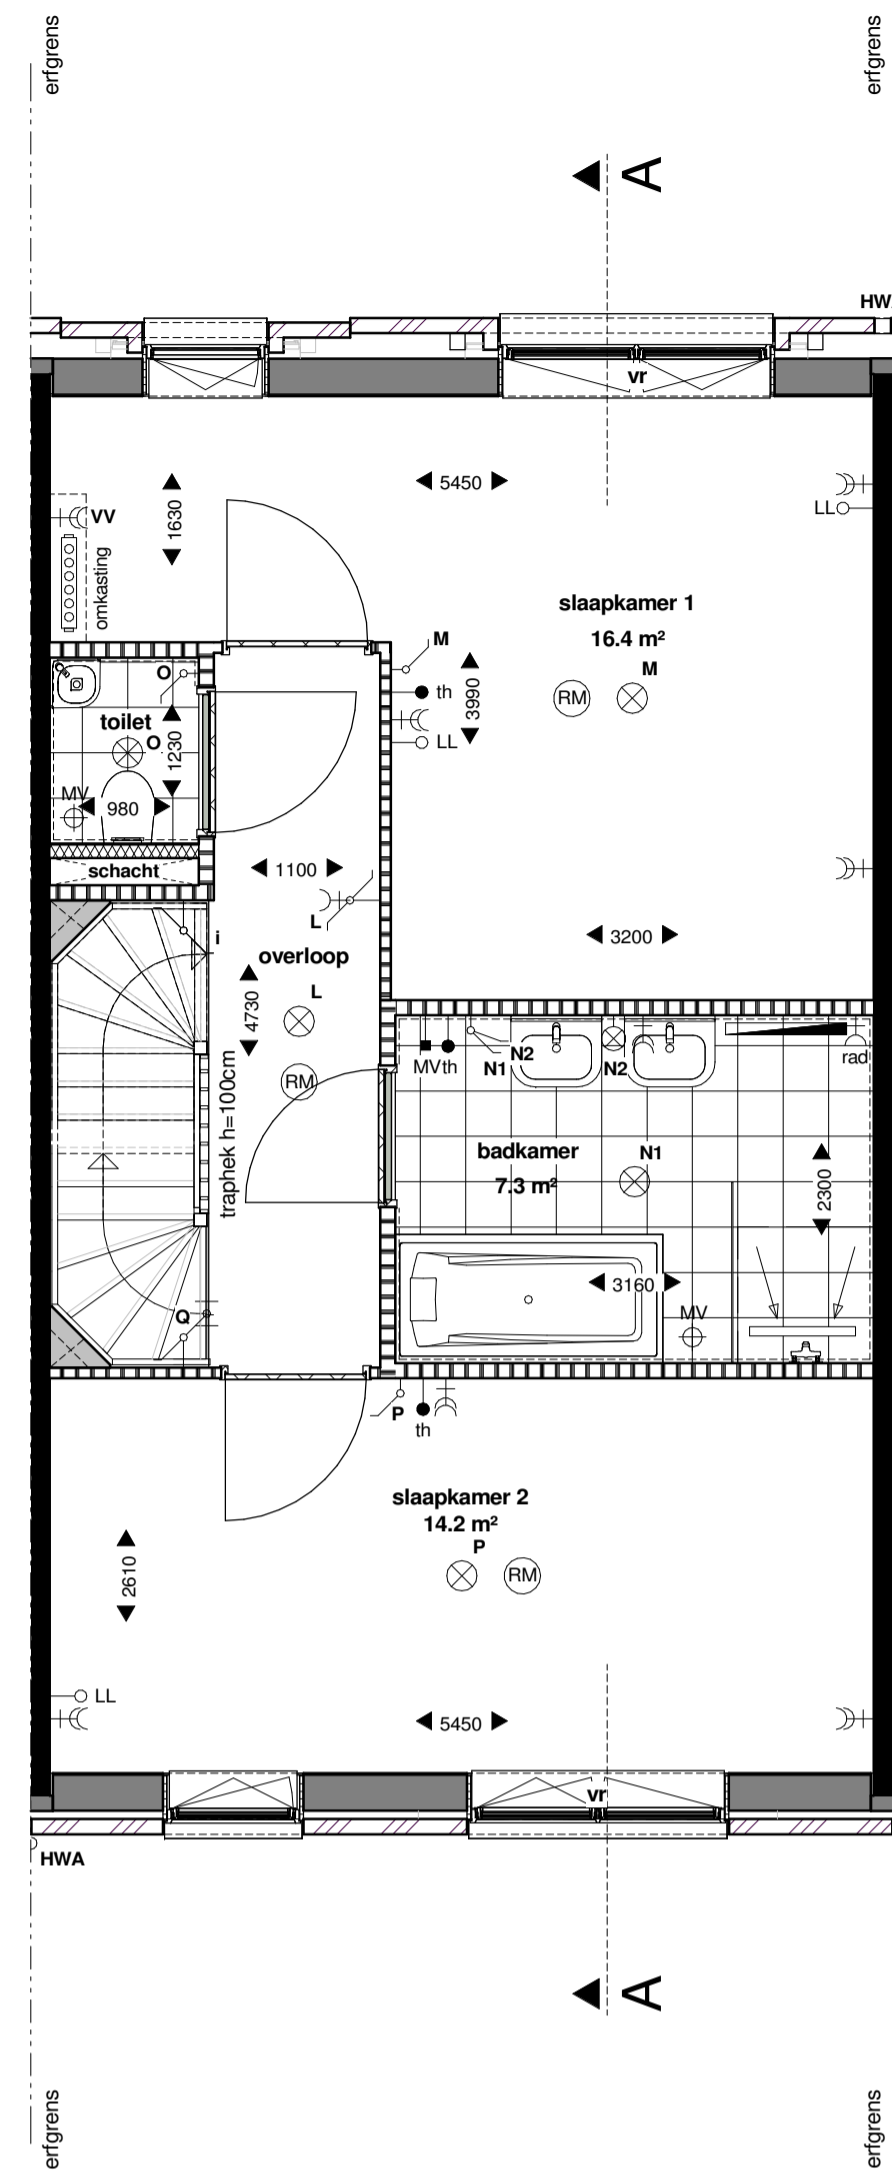 erfgrens
erfgrens
A
HW
vr
5450
1630
VV
LL
omkasting
slaapkamer 1
16.4 m²
M
M
RM
th
3990
LL
O
toilet
O
1230
MV
980
schacht
1100
L
3200
i
overloop
L
4730
RM
traphek h=100cm
N2
MV
th
N1
N2
rad
badkamer
N1
7.3 m²
2300
3160
MV
Q
P
th
slaapkamer 2
14.2 m²
P
RM
2610
LL
5450
vr
HWA
A
erfgrens
erfgrens